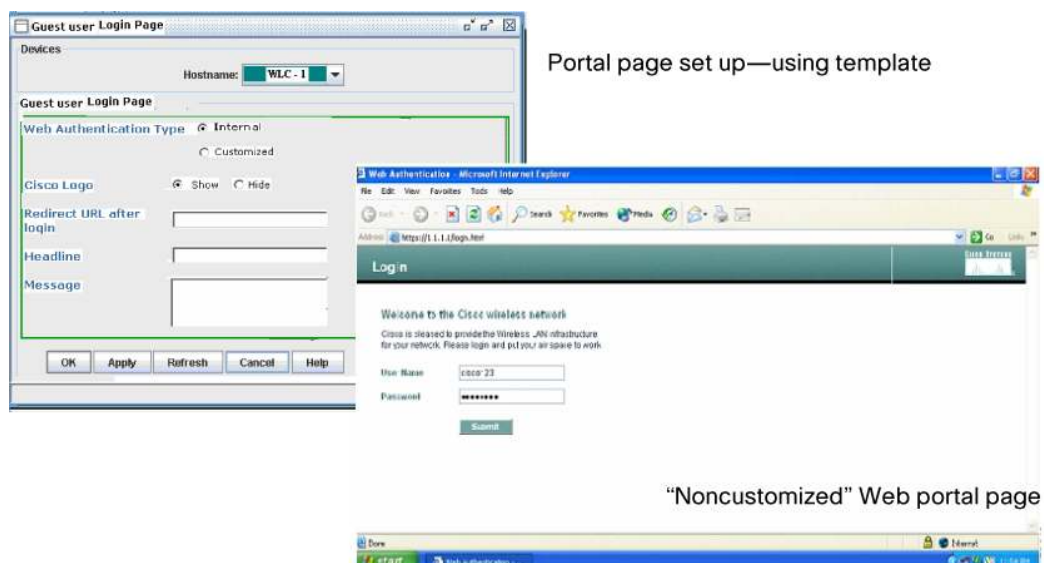 Guest user Login Page
Devices
Hostname: WLC - 1
Guest user Login Page
Web Authentication Type Internal
Customized
Cisco Logo Show Hide
Redirect URL after
login
Headline
Message
OK Apply Refresh Cancel Help
Portal page set up—using template
Web Authentication - Microsoft Internet Explorer
File Edit View Favorites Tools Help
Search Favorites Media
Address https://1.1.1.1/login.html
Go Links
Login
CISCO SYSTEMS
Welcome to the Cisco wireless network
Cisco is pleased to provide the Wireless LAN infrastructure
for your network. Please login and put your air space to work
User Name
Password
Submit
“Noncustomized” Web portal page
Done
Internet
start